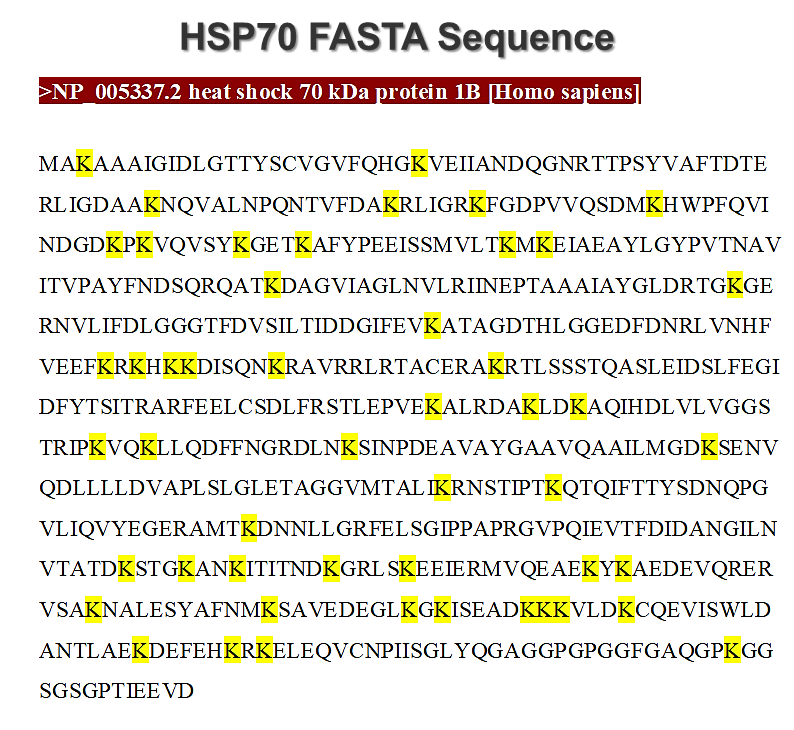 HSP70 FASTA Sequence
>NP_005337.2 heat shock 70 kDa protein 1B [Homo sapiens]
MAKAAAIGIDLGTTYSCVGVFQHGKVEIIANDQGNRTTPSYVAFTDTE
RLIGDAAKNQVALNPQNTVFDAKRLIGRKFGDPVVQSDMKHWPFQVI
NDGDKPKVQVSYKGETKAFYPEEISSMVLTKMKEIAEAYLGYPVTNAV
ITVPAYFNDSQRQATKDAGVIAGLNVLRIINEPTAAAIAYGLDRTGKGE
RNVLIFDLGGGTFDVSILTIDDGIFEVKATAGDTHLGGEDFDNRLVNHF
VEEFKRKHKKDISQNKRAVRRLRTACERAKRTLSSSTQASLEIDSLFEGI
DFYTSITRARFEELCSDLFRSTLEPVEKALRDAKLDKAQIHDLVLVGGS
TRIPKVQKLLQDFFNGRDLNKSINPDEAVAYGAAVQAAILMGDKSENV
QDLLLLDVAPLSLGLETAGGVMTALIKRNSTIPTKQTQIFTTYSDNQPG
VLIQVYEGERAMTKDNNLLGRFELSGIPPAPRGVPQIEVTFDIDANGILN
VTATDKSTGKANKITITNDKGRLSKEEIERMVQEAEKYKAEDEVQRER
VSAKNALESYAFNMKSAVEDEGLKGKISEADKKKVLDKCQEVISWLD
ANTLAEKDEFEHKRKELEQVCNPIISGLYQGAGGPGPGGFGAQGPKGG
SGSGPTIEEVD